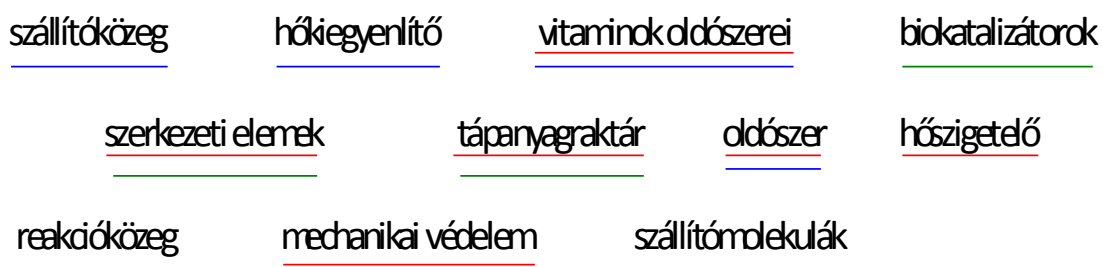 szállítóközeg hőkiegyenlítő vitaminok oldószerei biokatalizátorok
szerkezeti elemek tápanyagraktár oldószer hőszigetelő
reakcióközeg mechanikai védelem szállítómolekulák